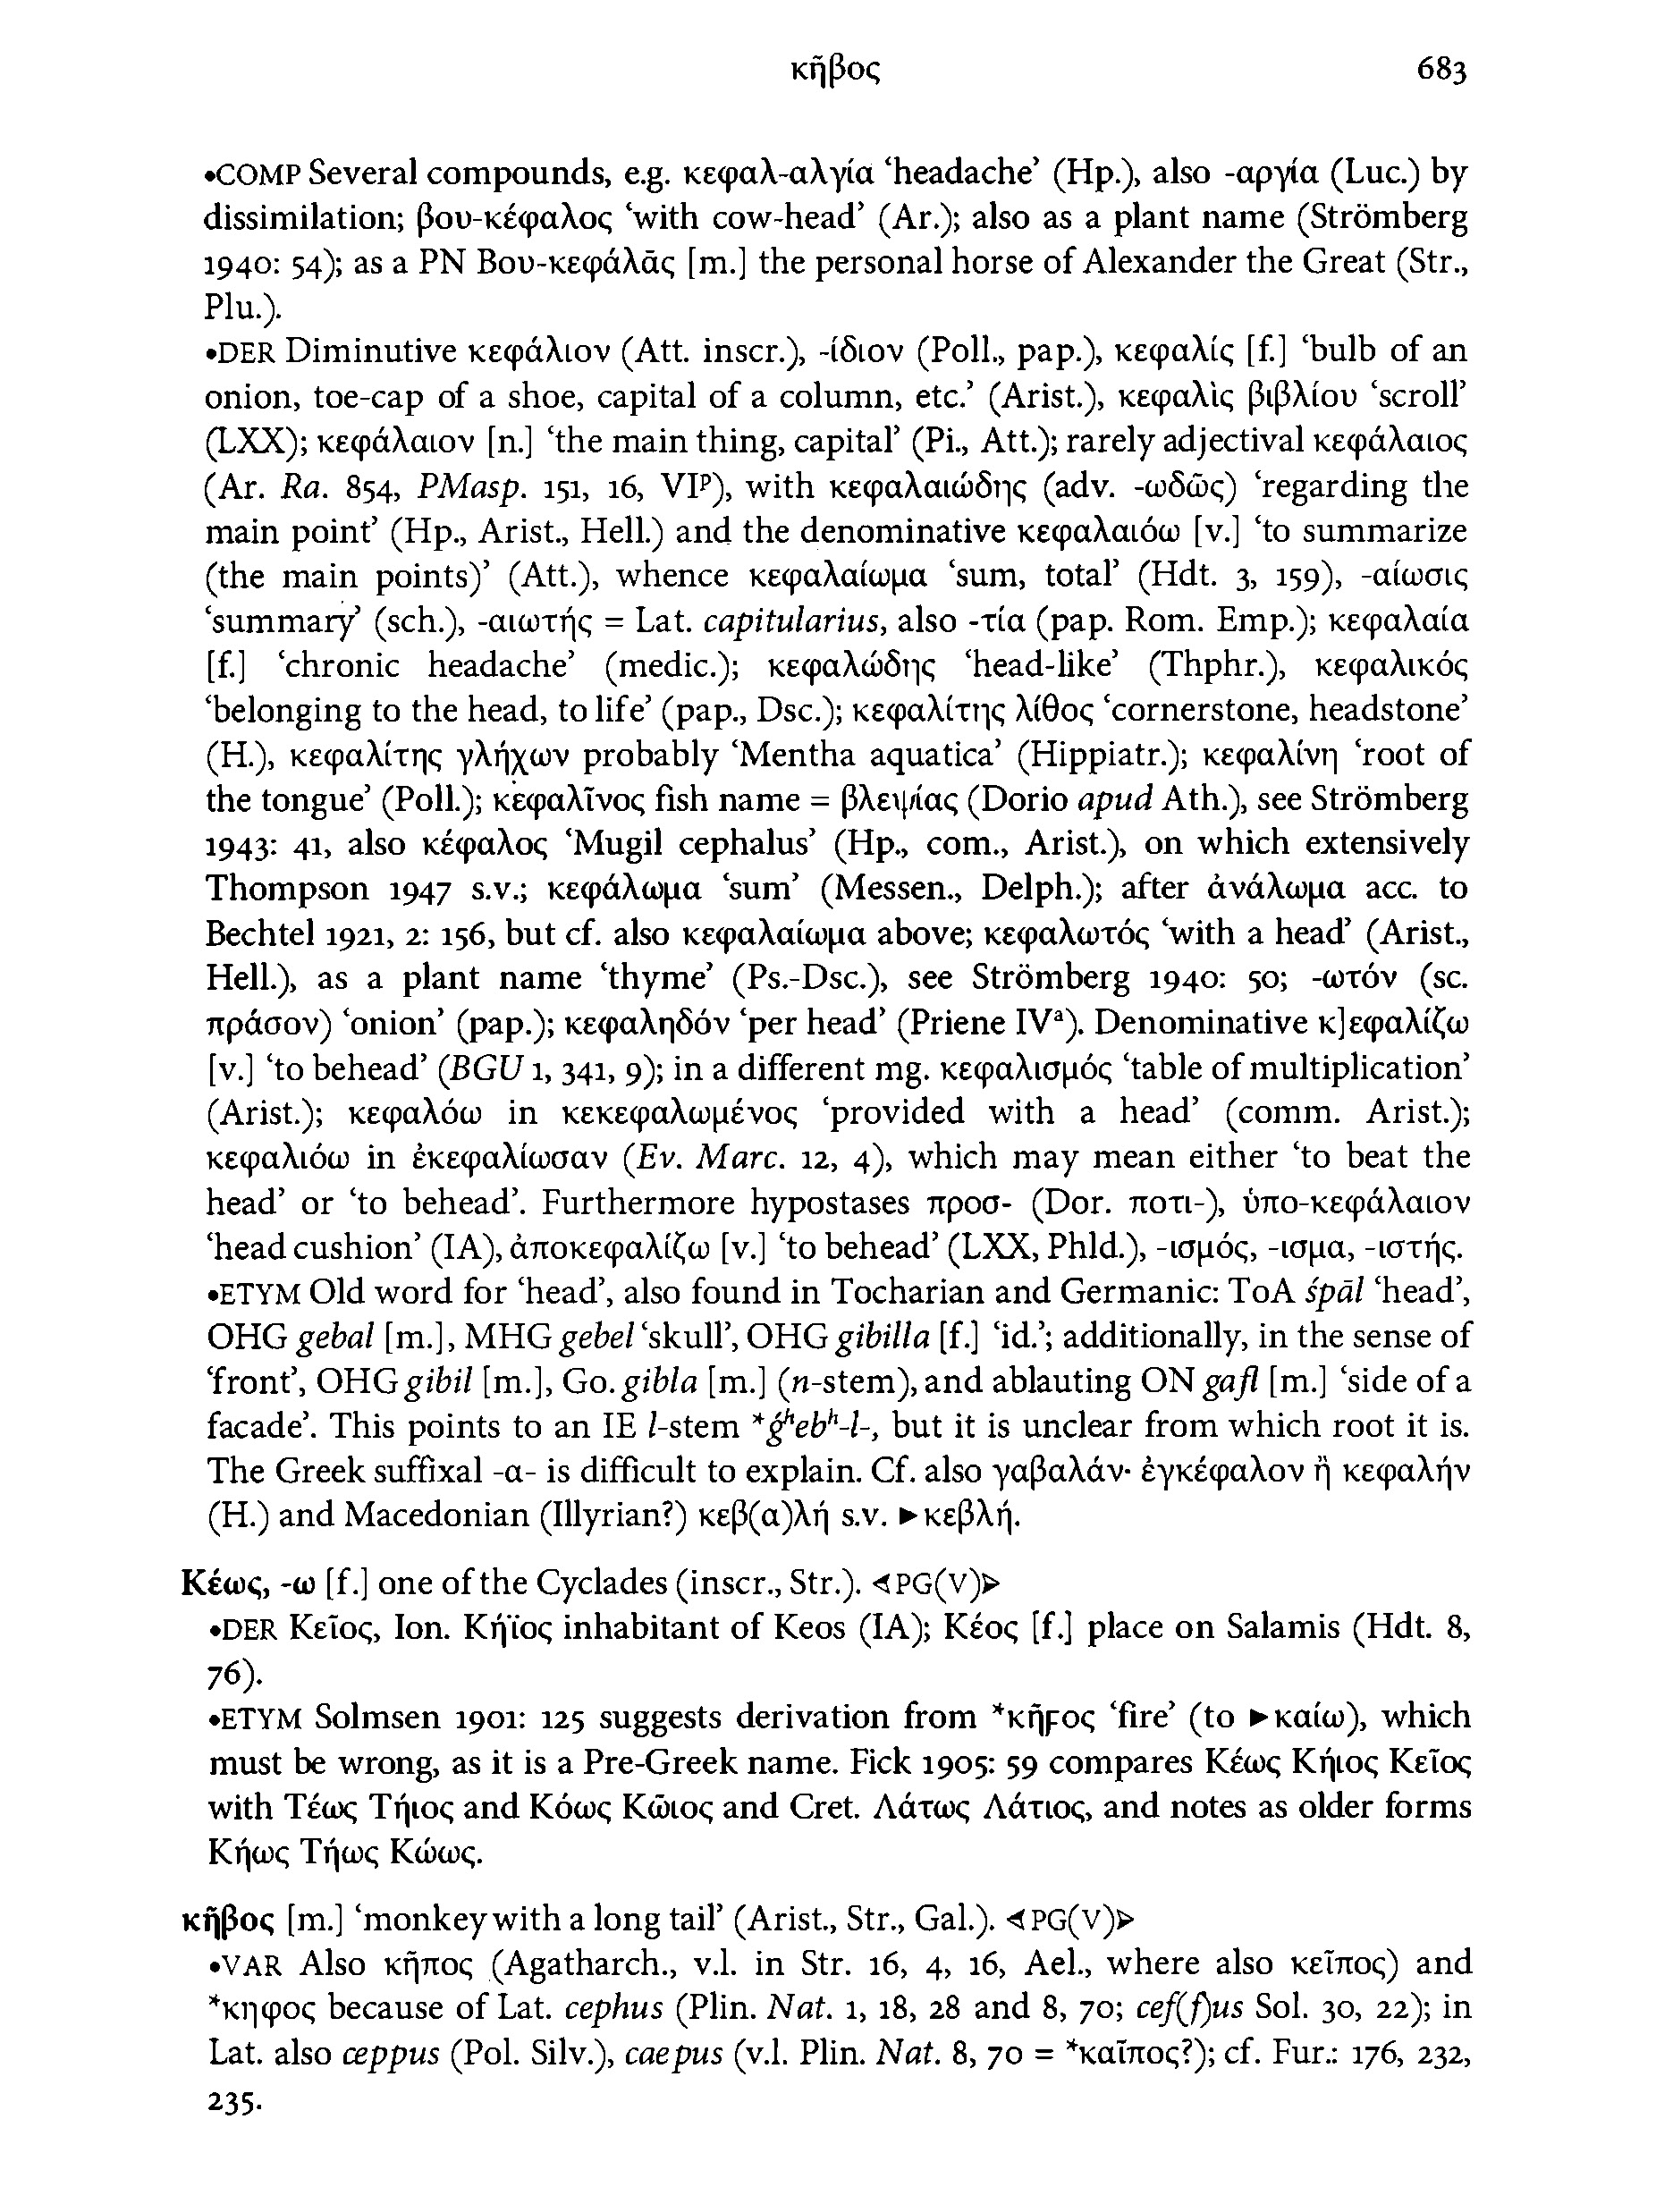 κῆβος 683
•COMP Several compounds, e.g. κεφαλ-αλγία ‘headache’ (Hp.), also -αργία (Luc.) by
dissimilation; βου-κέφαλος ‘with cow-head’ (Ar.); also as a plant name (Strömberg
1940: 54); as a PN Βου-κεφάλᾱς [m.] the personal horse of Alexander the Great (Str.,
Plu.).
•DER Diminutive κεφάλιον (Att. inscr.), -ίδιον (Poll., pap.), κεφαλίς [f.] ‘bulb of an
onion, toe-cap of a shoe, capital of a column, etc.’ (Arist.), κεφαλὶς βιβλίου ‘scroll’
(LXX); κεφάλαιον [n.] ‘the main thing, capital’ (Pi., Att.); rarely adjectival κεφάλαιος
(Ar. Ra. 854, PMasp. 151, 16, VIᵖ), with κεφαλαιώδης (adv. -ωδῶς) ‘regarding the
main point’ (Hp., Arist., Hell.) and the denominative κεφαλαιόω [v.] ‘to summarize
(the main points)’ (Att.), whence κεφαλαίωμα ‘sum, total’ (Hdt. 3, 159), -αίωσις
‘summary’ (sch.), -αιωτής = Lat. capitularius, also -τία (pap. Rom. Emp.); κεφαλαία
[f.] ‘chronic headache’ (medic.); κεφαλώδης ‘head-like’ (Thphr.), κεφαλικός
‘belonging to the head, to life’ (pap., Dsc.); κεφαλίτης λίθος ‘cornerstone, headstone’
(H.), κεφαλίτης γλήχων probably ‘Mentha aquatica’ (Hippiatr.); κεφαλίνη ‘root of
the tongue’ (Poll.); κεφαλῖνος fish name = βλεψίας (Dorio apud Ath.), see Strömberg
1943: 41, also κέφαλος ‘Mugil cephalus’ (Hp., com., Arist.), on which extensively
Thompson 1947 s.v.; κεφάλωμα ‘sum’ (Messen., Delph.); after ἀνάλωμα acc. to
Bechtel 1921, 2: 156, but cf. also κεφαλαίωμα above; κεφαλωτός ‘with a head’ (Arist.,
Hell.), as a plant name ‘thyme’ (Ps.-Dsc.), see Strömberg 1940: 50; -ωτόν (sc.
πράσον) ‘onion’ (pap.); κεφαληδόν ‘per head’ (Priene IVᵃ). Denominative κ]εφαλίζω
[v.] ‘to behead’ (BGU 1, 341, 9); in a different mg. κεφαλισμός ‘table of multiplication’
(Arist.); κεφαλόω in κεκεφαλωμένος ‘provided with a head’ (comm. Arist.);
κεφαλιόω in ἐκεφαλίωσαν (Ev. Marc. 12, 4), which may mean either ‘to beat the
head’ or ‘to behead’. Furthermore hypostases προσ- (Dor. ποτι-), ὑπο-κεφάλαιον
‘head cushion’ (IA), ἀποκεφαλίζω [v.] ‘to behead’ (LXX, Phld.), -ισμός, -ισμα, -ιστής.
•ETYM Old word for ‘head’, also found in Tocharian and Germanic: ToA śpāl ‘head’,
OHG gebal [m.], MHG gebel ‘skull’, OHG gibilla [f.] ‘id.’; additionally, in the sense of
‘front’, OHG gibil [m.], Go. gibla [m.] (n-stem), and ablauting ON gafl [m.] ‘side of a
facade’. This points to an IE l-stem *ǵʰebʰ-l-, but it is unclear from which root it is.
The Greek suffixal -α- is difficult to explain. Cf. also γαβαλάν· ἐγκέφαλον ἢ κεφαλήν
(H.) and Macedonian (Illyrian?) κεβ(α)λή s.v. ►κεβλή.
Κέως, -ω [f.] one of the Cyclades (inscr., Str.). ◁PG(V)▷
•DER Κεῖος, Ion. Κήϊος inhabitant of Keos (IA); Κέος [f.] place on Salamis (Hdt. 8,
76).
•ETYM Solmsen 1901: 125 suggests derivation from *κῆϝος ‘fire’ (to ►καίω), which
must be wrong, as it is a Pre-Greek name. Fick 1905: 59 compares Κέως Κήιος Κεῖος
with Τέως Τήιος and Κόως Κῶιος and Cret. Λάτως Λάτιος, and notes as older forms
Κήως Τήως Κώως.
κῆβος [m.] ‘monkey with a long tail’ (Arist., Str., Gal.). ◁PG(V)▷
•VAR Also κῆπος (Agatharch., v.l. in Str. 16, 4, 16, Ael., where also κεῖπος) and
*κηφος because of Lat. cephus (Plin. Nat. 1, 18, 28 and 8, 70; cef(f)us Sol. 30, 22); in
Lat. also ceppus (Pol. Silv.), caepus (v.l. Plin. Nat. 8, 70 = *καῖπος?); cf. Fur.: 176, 232,
235.